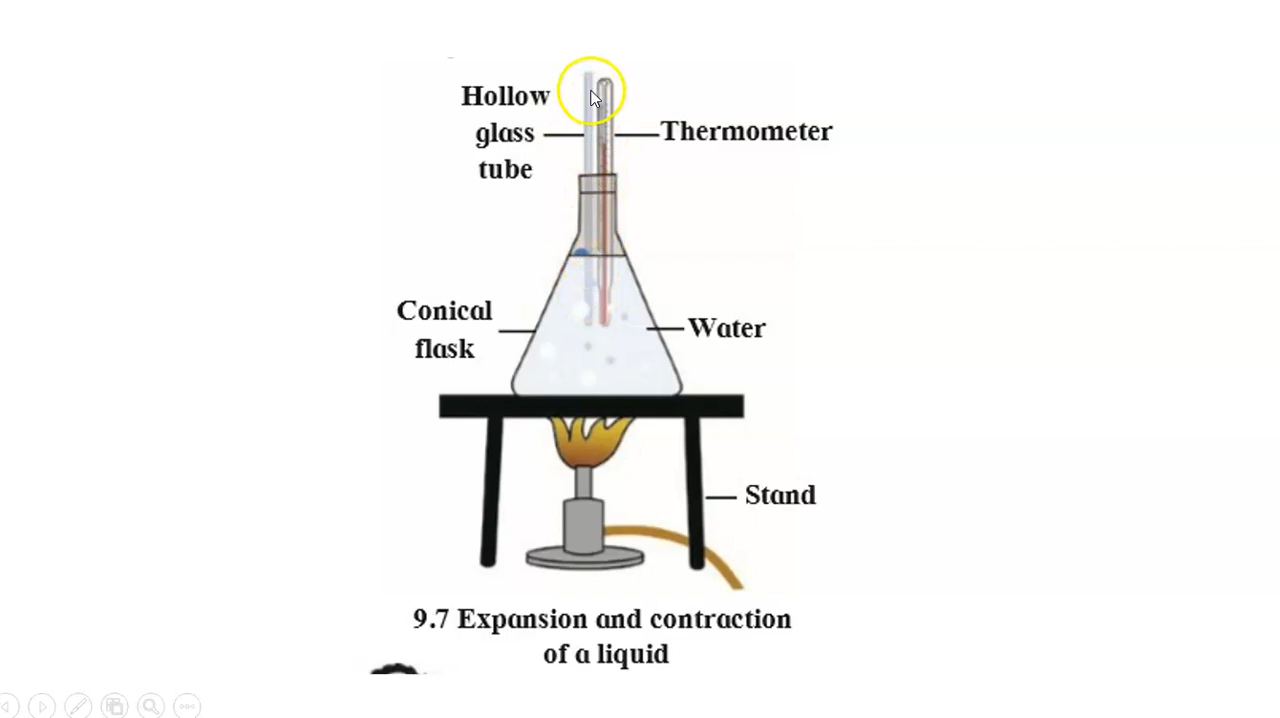 Hollow
glass
tube
Thermometer
Conical
flask
Water
Stand
9.7 Expansion and contraction
of a liquid